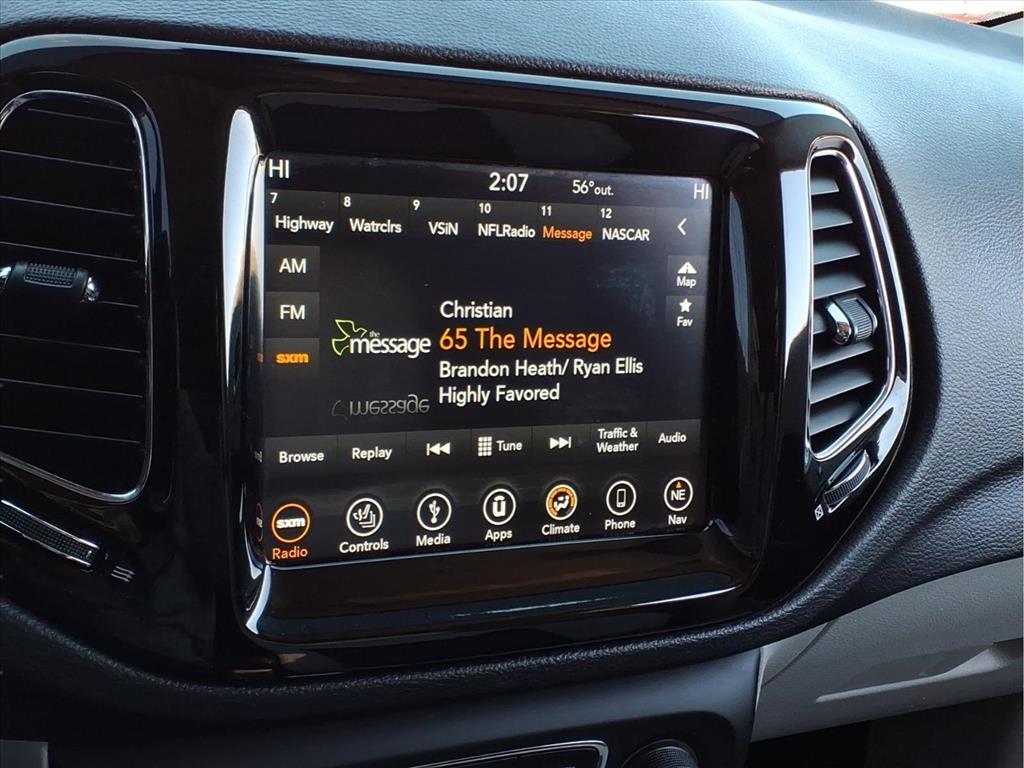 HI 2:07 56°out. HI
7 8 9 10 11 12
Highway Watrclrs VSiN NFLRadio Message NASCAR
AM
Map
FM
Fav
sxm
Christian
the message
65 The Message
Brandon Heath/ Ryan Ellis
Highly Favored
message
Browse Replay Tune Traffic & Weather Audio
sxm NE
Radio Controls Media Apps Climate Phone Nav